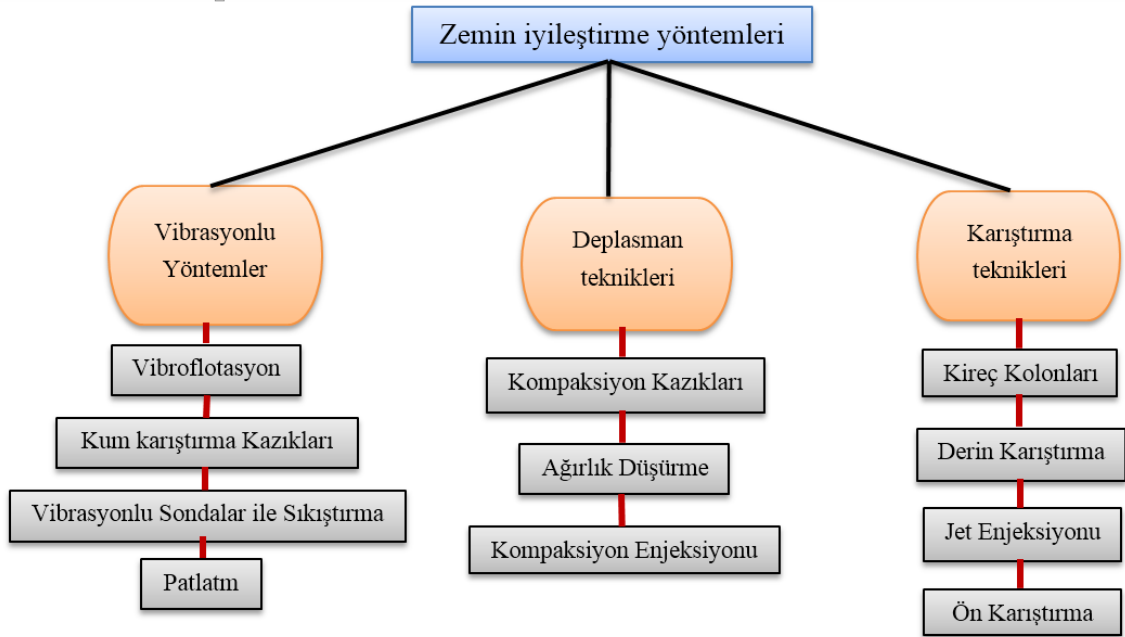 Zemin iyileştirme yöntemleri
Vibrasyonlu
Yöntemler
Vibroflotasyon
Kum karıştırma Kazıkları
Vibrasyonlu Sondalar ile Sıkıştırma
Patlatm
Deplasman
teknikleri
Kompaksiyon Kazıkları
Ağırlık Düşürme
Kompaksiyon Enjeksiyonu
Karıştırma
teknikleri
Kireç Kolonları
Derin Karıştırma
Jet Enjeksiyonu
Ön Karıştırma